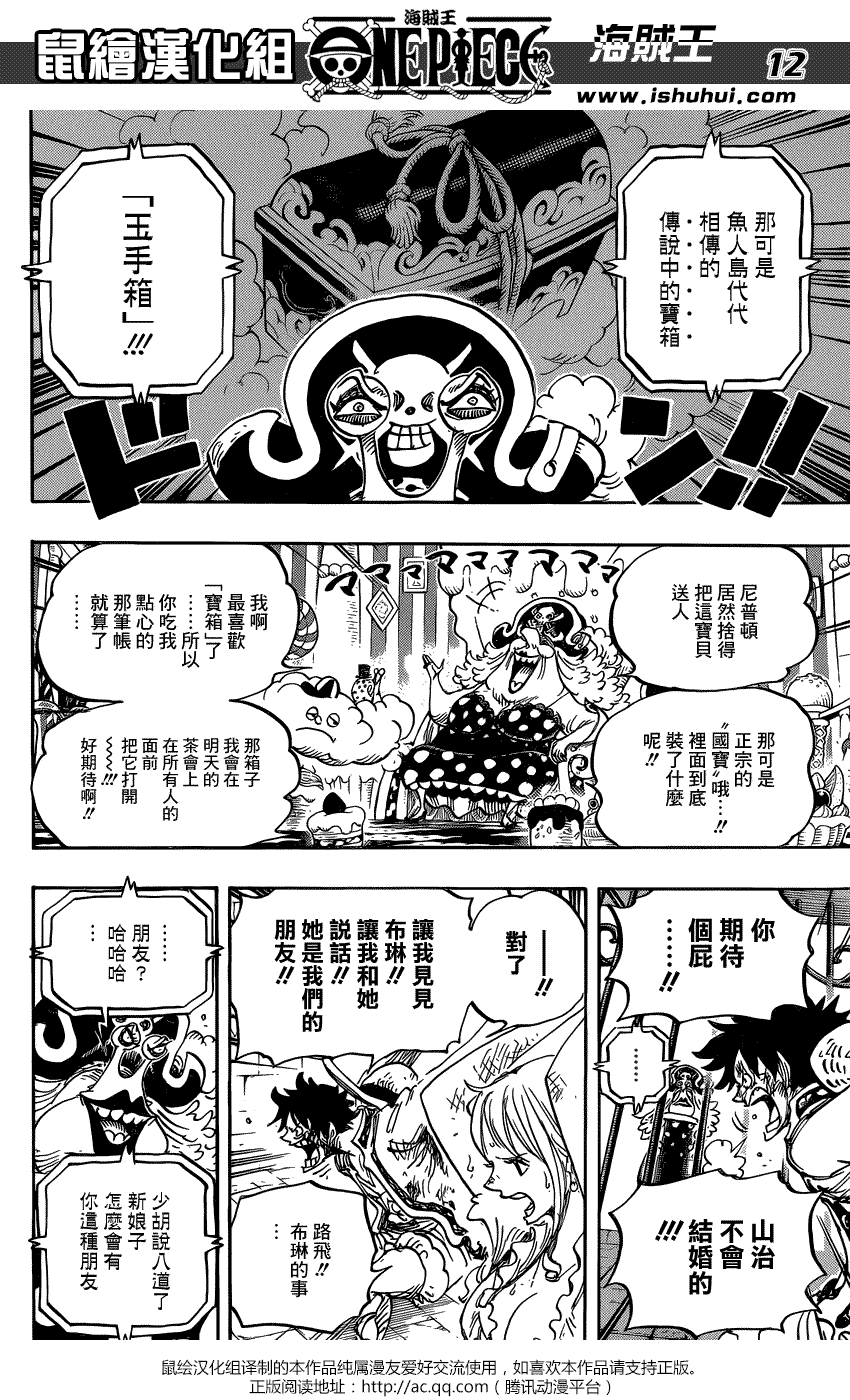 鼠繪漢化組
海賊王
ONE PIECE
海賊王
12
www.ishuhui.com
那可是
魚人島代代
相傳的
傳說中的寶箱
「玉手箱」!!!
ドーン!!
尼普頓
居然捨得
把這寶貝
送人
那可是
正宗的
〝國寶〞哦…!!
裡面到底
裝了什麼
呢!!
ママママママママ
我啊
最喜歡
「寶箱」了
……所以
你吃我
點心的
那筆帳
就算了
……
那箱子
我會在
明天的
茶會上
在所有人的
面前
把它打開
~~~!!!
好期待啊!!
你
期待
個屁
……!!!
……
山治
不會
結婚的
!!!
對了
——!!
讓我見見
布琳!!
讓我和她
説話!!
她是我們的
朋友!!
路飛!!
布琳的事
…
……
朋友?
哈哈哈
…
少胡說八道了
新娘子
怎麼會有
你這種朋友
鼠绘汉化组译制的本作品纯属漫友爱好交流使用，如喜欢本作品请支持正版。
正版阅读地址：http://ac.qq.com（腾讯动漫平台）